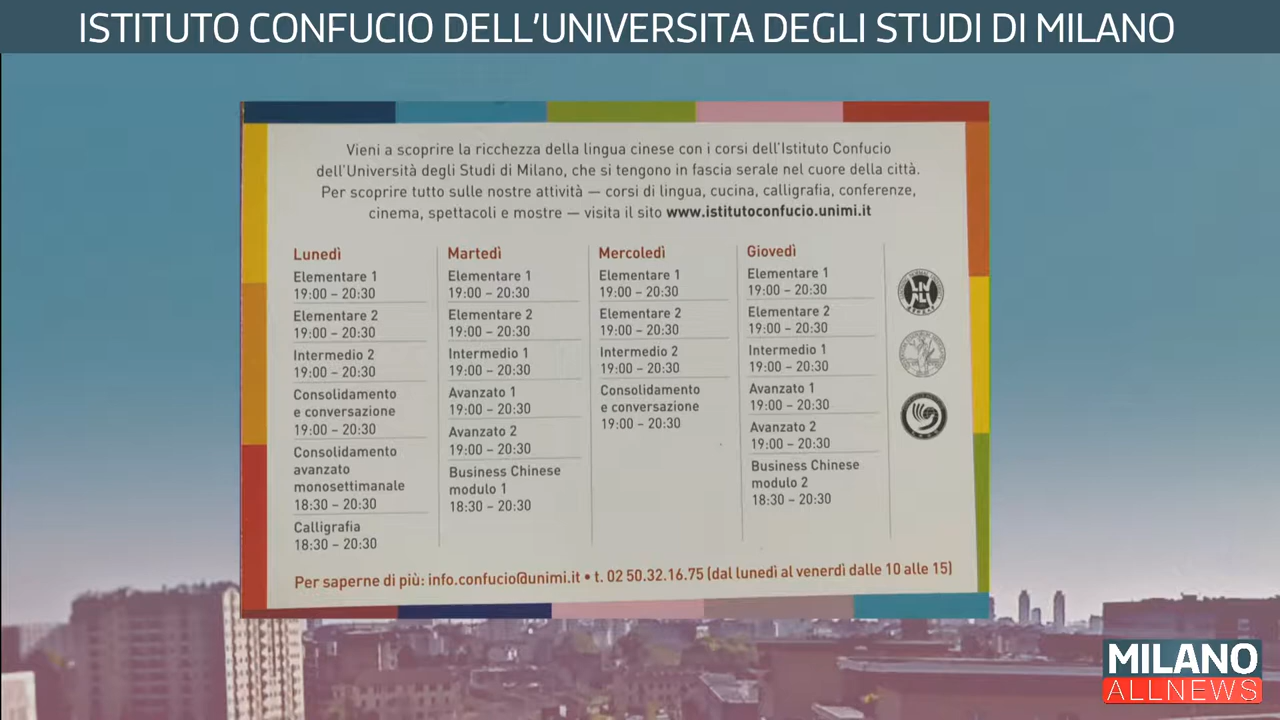 ISTITUTO CONFUCIO DELL'UNIVERSITA DEGLI STUDI DI MILANO
Vieni a scoprire la ricchezza della lingua cinese con i corsi dell'Istituto Confucio
dell'Università degli Studi di Milano, che si tengono in fascia serale nel cuore della città.
Per scoprire tutto sulle nostre attività — corsi di lingua, cucina, calligrafia, conferenze,
cinema, spettacoli e mostre — visita il sito www.istitutoconfucio.unimi.it
Lunedì
Elementare 1
19:00 – 20:30
Elementare 2
19:00 – 20:30
Intermedio 2
19:00 – 20:30
Consolidamento
e conversazione
19:00 – 20:30
Consolidamento
avanzato
monosettimanale
18:30 – 20:30
Calligrafia
18:30 – 20:30
Martedì
Elementare 1
19:00 – 20:30
Elementare 2
19:00 – 20:30
Intermedio 1
19:00 – 20:30
Avanzato 1
19:00 – 20:30
Avanzato 2
19:00 – 20:30
Business Chinese
modulo 1
18:30 – 20:30
Mercoledì
Elementare 1
19:00 – 20:30
Elementare 2
19:00 – 20:30
Intermedio 2
19:00 – 20:30
Consolidamento
e conversazione
19:00 – 20:30
Giovedì
Elementare 1
19:00 – 20:30
Elementare 2
19:00 – 20:30
Intermedio 1
19:00 – 20:30
Avanzato 1
19:00 – 20:30
Avanzato 2
19:00 – 20:30
Business Chinese
modulo 2
18:30 – 20:30
Per saperne di più: info.confucio@unimi.it • t. 02 50.32.16.75 (dal lunedì al venerdì dalle 10 alle 15)
MILANO
ALLNEWS